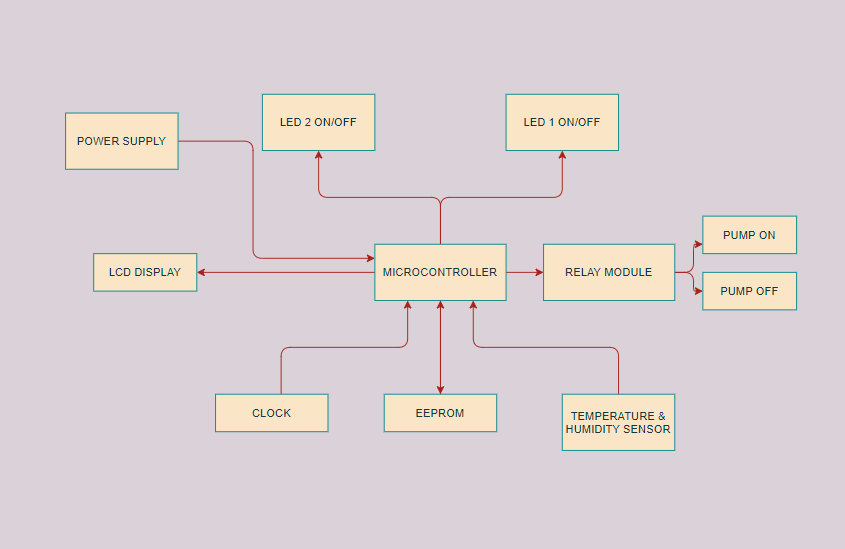 LED 2 ON/OFF
LED 1 ON/OFF
POWER SUPPLY
PUMP ON
LCD DISPLAY
MICROCONTROLLER
RELAY MODULE
PUMP OFF
CLOCK
EEPROM
TEMPERATURE &
HUMIDITY SENSOR